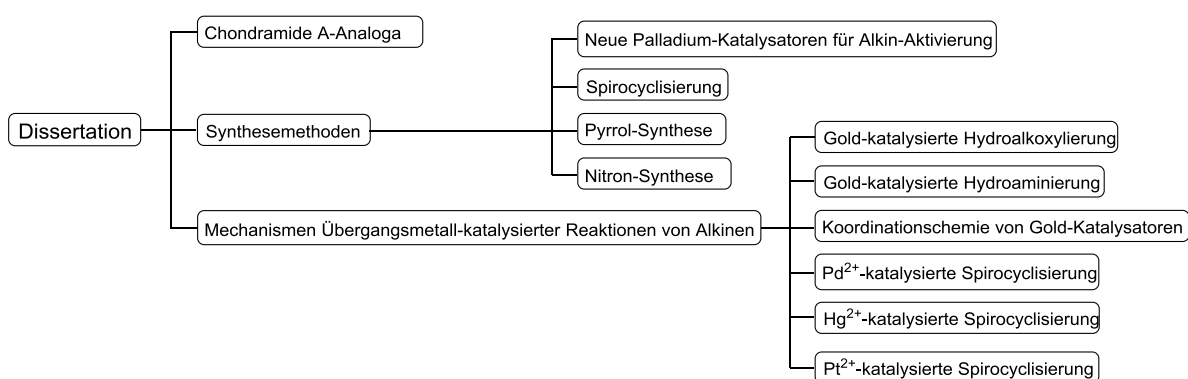 Dissertation
Chondramide A-Analoga
Synthesemethoden
Neue Palladium-Katalysatoren für Alkin-Aktivierung
Spirocyclisierung
Pyrrol-Synthese
Nitron-Synthese
Mechanismen Übergangsmetall-katalysierter Reaktionen von Alkinen
Gold-katalysierte Hydroalkoxylierung
Gold-katalysierte Hydroaminierung
Koordinationschemie von Gold-Katalysatoren
Pd²⁺-katalysierte Spirocyclisierung
Hg²⁺-katalysierte Spirocyclisierung
Pt²⁺-katalysierte Spirocyclisierung